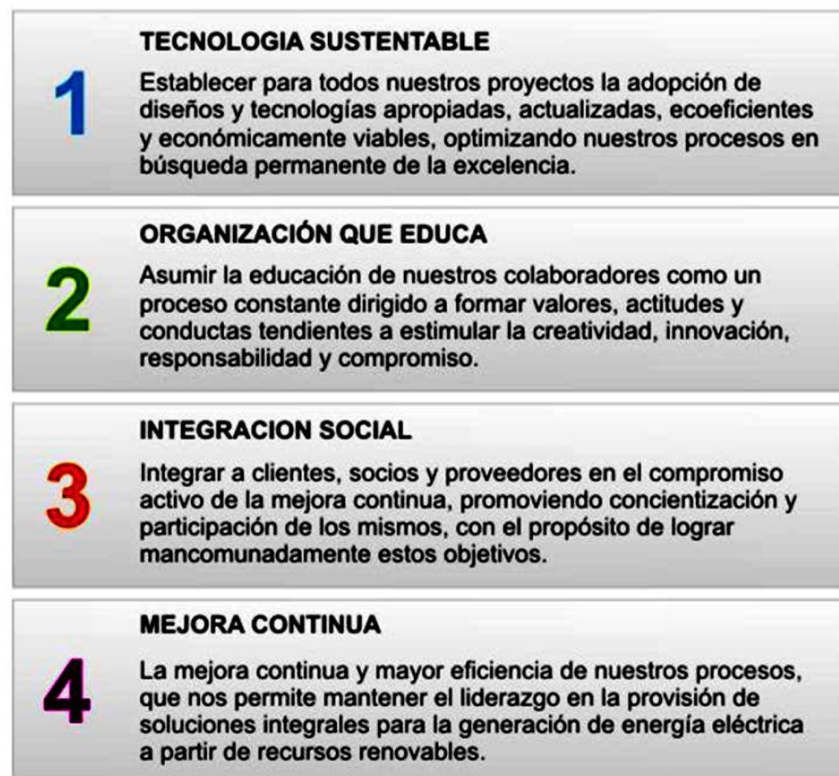 TECNOLOGIA SUSTENTABLE
1
Establecer para todos nuestros proyectos la adopción de
diseños y tecnologías apropiadas, actualizadas, ecoeficientes
y económicamente viables, optimizando nuestros procesos en
búsqueda permanente de la excelencia.
ORGANIZACIÓN QUE EDUCA
2
Asumir la educación de nuestros colaboradores como un
proceso constante dirigido a formar valores, actitudes y
conductas tendientes a estimular la creatividad, innovación,
responsabilidad y compromiso.
INTEGRACION SOCIAL
3
Integrar a clientes, socios y proveedores en el compromiso
activo de la mejora continua, promoviendo concientización y
participación de los mismos, con el propósito de lograr
mancomunadamente estos objetivos.
MEJORA CONTINUA
4
La mejora continua y mayor eficiencia de nuestros procesos,
que nos permite mantener el liderazgo en la provisión de
soluciones integrales para la generación de energía eléctrica
a partir de recursos renovables.